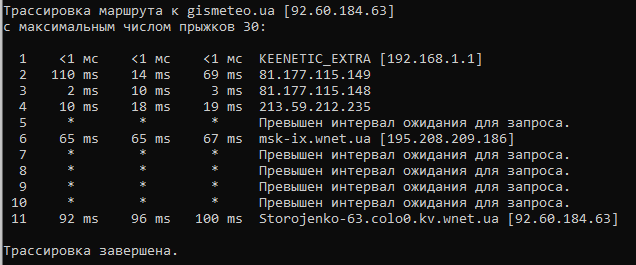 Трассировка маршрута к gismeteo.ua [92.60.184.63]
с максимальным числом прыжков 30:
1 <1 мс <1 мс <1 мс KEENETIC_EXTRA [192.168.1.1]
2 110 ms 14 ms 69 ms 81.177.115.149
3 2 ms 10 ms 3 ms 81.177.115.148
4 10 ms 18 ms 19 ms 213.59.212.235
5 * * * Превышен интервал ожидания для запроса.
6 65 ms 65 ms 67 ms msk-ix.wnet.ua [195.208.209.186]
7 * * * Превышен интервал ожидания для запроса.
8 * * * Превышен интервал ожидания для запроса.
9 * * * Превышен интервал ожидания для запроса.
10 * * * Превышен интервал ожидания для запроса.
11 92 ms 96 ms 100 ms Storojenko-63.colo0.kv.wnet.ua [92.60.184.63]
Трассировка завершена.